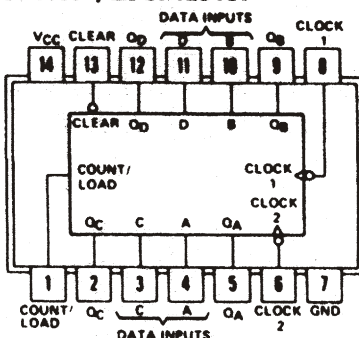 DATA INPUTS
CLOCK
VCC CLEAR QD D B QB 1
14 13 12 11 10 9 8
CLEAR QD D B QB
COUNT/
LOAD
CLOCK
1
CLOCK
2
QC C A QA
1 2 3 4 5 6 7
COUNT/ QC C A QA CLOCK GND
LOAD 2
DATA INPUTS